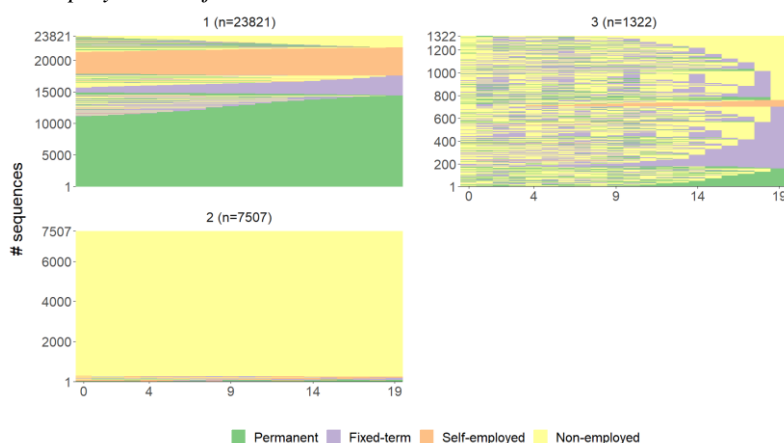 1 (n=23821)
23821
20000
15000
10000
5000
1
3 (n=1322)
1322
1200
1000
800
600
400
200
1
0 4 9 14 19
2 (n=7507)
7507
6000
4000
2000
1
0 4 9 14 19
# sequences
Permanent Fixed-term Self-employed Non-employed